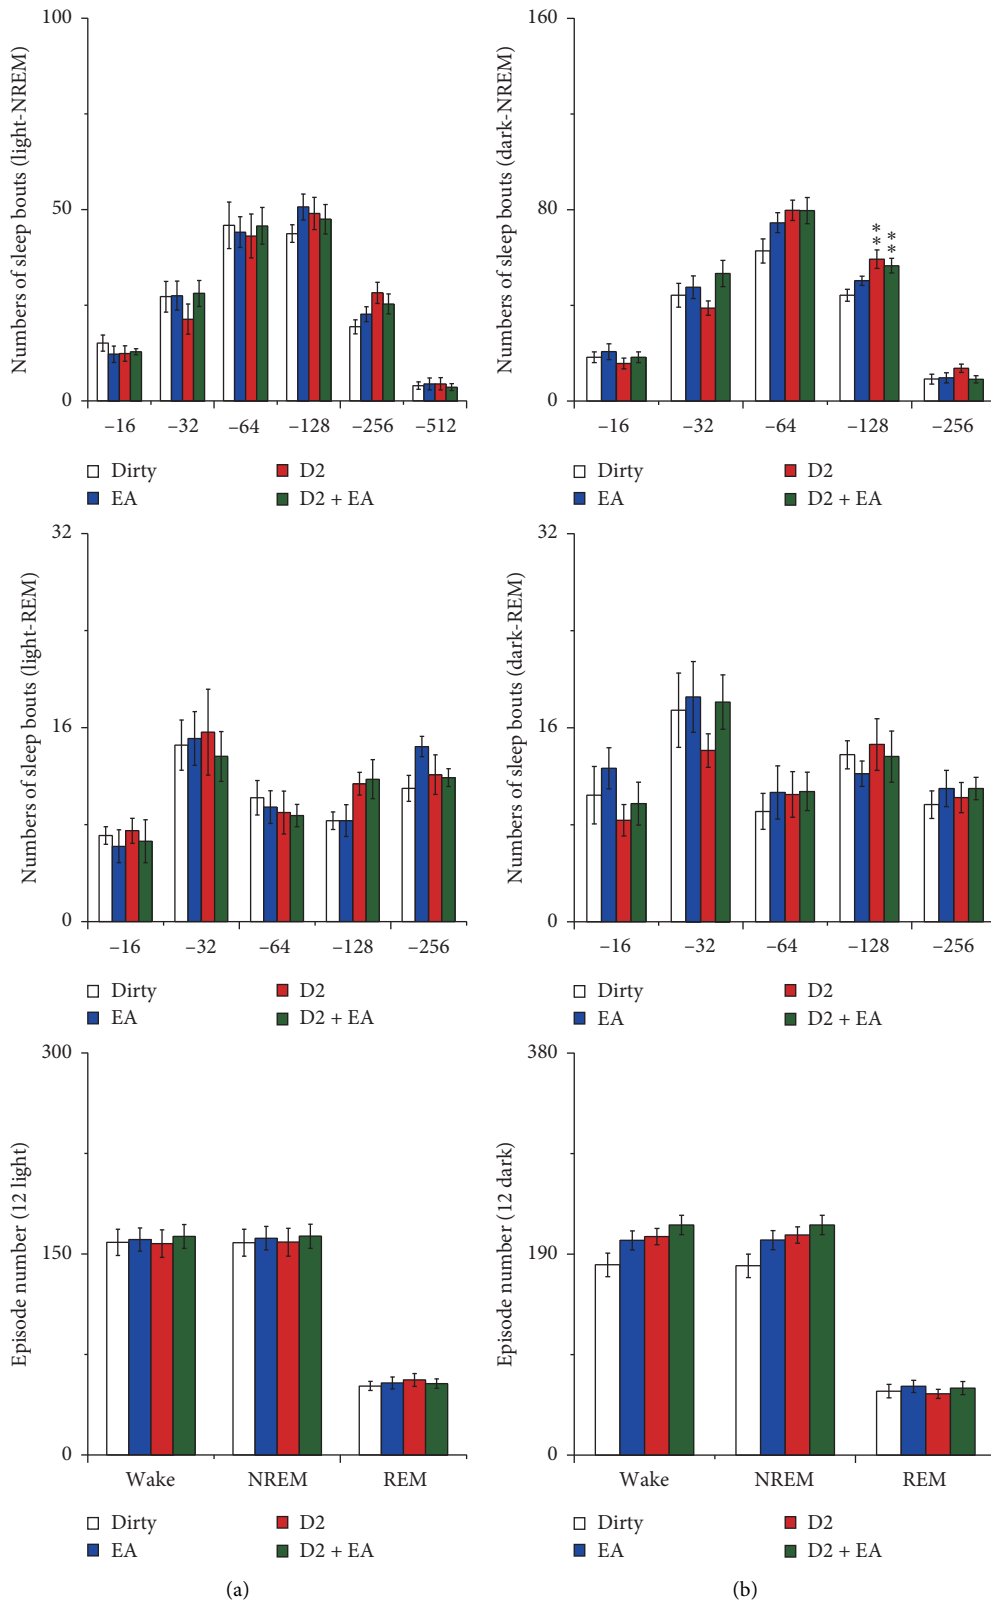 Numbers of sleep bouts (light-NREM)
100
50
0
–16 –32 –64 –128 –256 –512
Dirty D2
EA D2 + EA
Numbers of sleep bouts (dark-NREM)
160
80
0
** **
–16 –32 –64 –128 –256
Dirty D2
EA D2 + EA
Numbers of sleep bouts (light-REM)
32
16
0
–16 –32 –64 –128 –256
Dirty D2
EA D2 + EA
Numbers of sleep bouts (dark-REM)
32
16
0
–16 –32 –64 –128 –256
Dirty D2
EA D2 + EA
Episode number (12 light)
300
150
0
Wake NREM REM
Dirty D2
EA D2 + EA
(a)
Episode number (12 dark)
380
190
0
Wake NREM REM
Dirty D2
EA D2 + EA
(b)